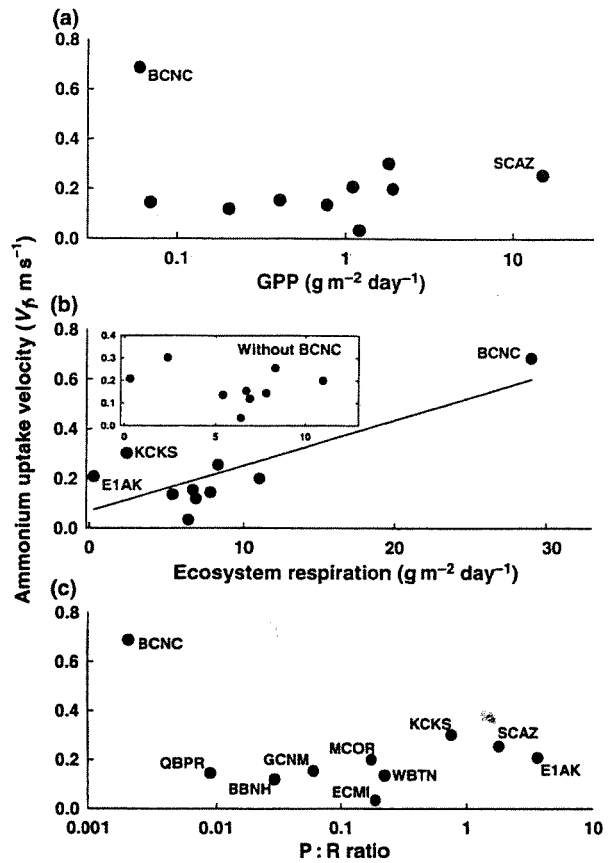 (a)
0.8
0.6
0.4
0.2
0.0
BCNC
SCAZ
0.1
1
10
GPP (g m⁻² day⁻¹)
Ammonium uptake velocity (Vf, m s⁻¹)
(b)
0.8
0.6
0.4
0.2
0.0
0.4
0.3
0.2
0.1
0.0
Without BCNC
0
5
10
BCNC
KCKS
E1AK
0
10
20
30
Ecosystem respiration (g m⁻² day⁻¹)
(c)
0.8
0.6
0.4
0.2
0.0
BCNC
QBPR
BBNH
GCNM
MCOR
ECMI
WBTN
KCKS
SCAZ
E1AK
0.001
0.01
0.1
1
10
P : R ratio